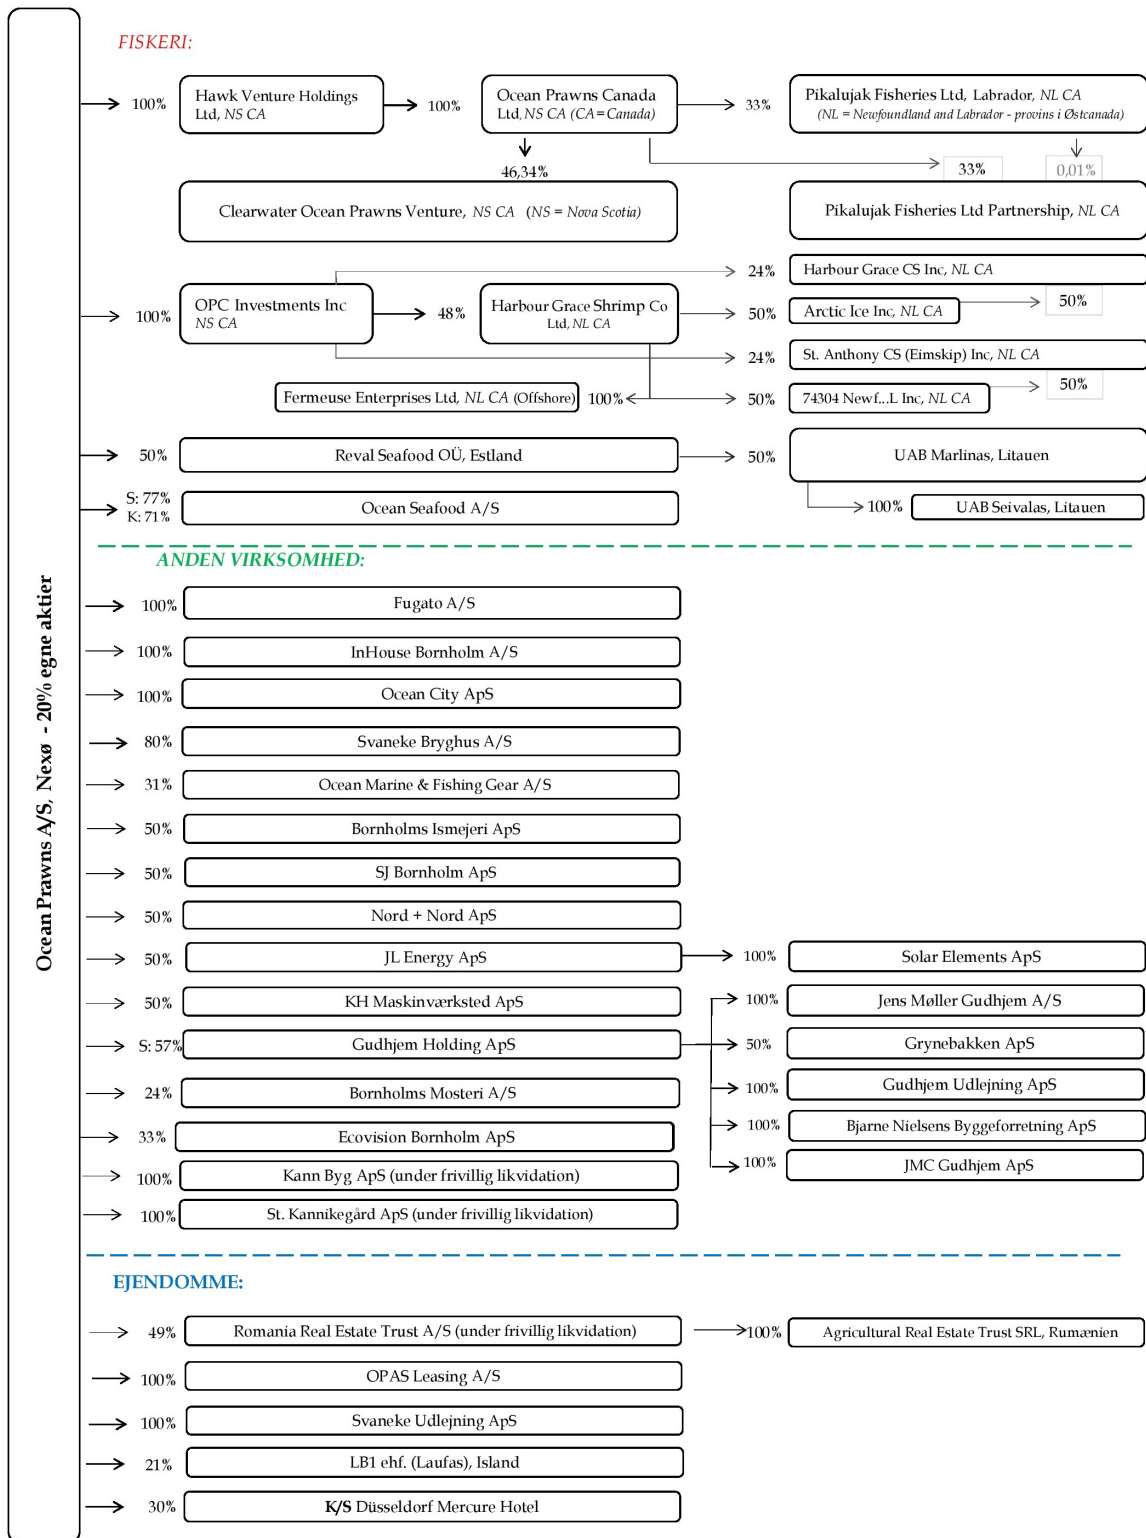 FISKERI:
100%
Hawk Venture Holdings
Ltd, NS CA
100%
Ocean Prawns Canada
Ltd, NS CA (CA=Canada)
33%
Pikalujak Fisheries Ltd, Labrador, NL CA
(NL = Newfoundland and Labrador - provins i Østcanada)
46,34%
33%
0,01%
Clearwater Ocean Prawns Venture, NS CA (NS = Nova Scotia)
Pikalujak Fisheries Ltd Partnership, NL CA
24%
Harbour Grace CS Inc, NL CA
100%
OPC Investments Inc
NS CA
48%
Harbour Grace Shrimp Co
Ltd, NL CA
50%
Arctic Ice Inc, NL CA
50%
24%
St. Anthony CS (Eimskip) Inc, NL CA
Fermeuse Enterprises Ltd, NL CA (Offshore)
100%
50%
74304 Newf...L Inc, NL CA
50%
50%
Reval Seafood OÜ, Estland
50%
UAB Marlinas, Litauen
S: 77%
K: 71%
Ocean Seafood A/S
100%
UAB Seivalas, Litauen
Ocean Prawns A/S, Nexø - 20% egne aktier
ANDEN VIRKSOMHED:
100%
Fugato A/S
100%
InHouse Bornholm A/S
100%
Ocean City ApS
80%
Svaneke Bryghus A/S
31%
Ocean Marine & Fishing Gear A/S
50%
Bornholms Ismejeri ApS
50%
SJ Bornholm ApS
50%
Nord + Nord ApS
50%
JL Energy ApS
100%
Solar Elements ApS
50%
KH Maskinværksted ApS
100%
Jens Møller Gudhjem A/S
S: 57%
Gudhjem Holding ApS
50%
Grynebakken ApS
24%
Bornholms Mosteri A/S
100%
Gudhjem Udlejning ApS
33%
Ecovision Bornholm ApS
100%
Bjarne Nielsens Byggeforretning ApS
100%
Kann Byg ApS (under frivillig likvidation)
100%
JMC Gudhjem ApS
100%
St. Kannikegård ApS (under frivillig likvidation)
EJENDOMME:
49%
Romania Real Estate Trust A/S (under frivillig likvidation)
100%
Agricultural Real Estate Trust SRL, Rumænien
100%
OPAS Leasing A/S
100%
Svaneke Udlejning ApS
21%
LB1 ehf. (Laufas), Island
30%
K/S Düsseldorf Mercure Hotel